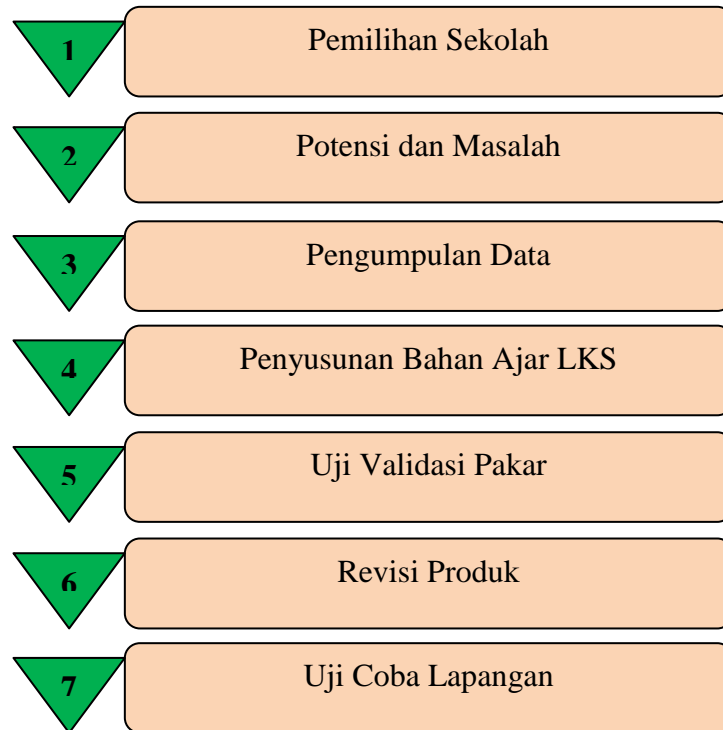 1 Pemilihan Sekolah
2 Potensi dan Masalah
3 Pengumpulan Data
4 Penyusunan Bahan Ajar LKS
5 Uji Validasi Pakar
6 Revisi Produk
7 Uji Coba Lapangan